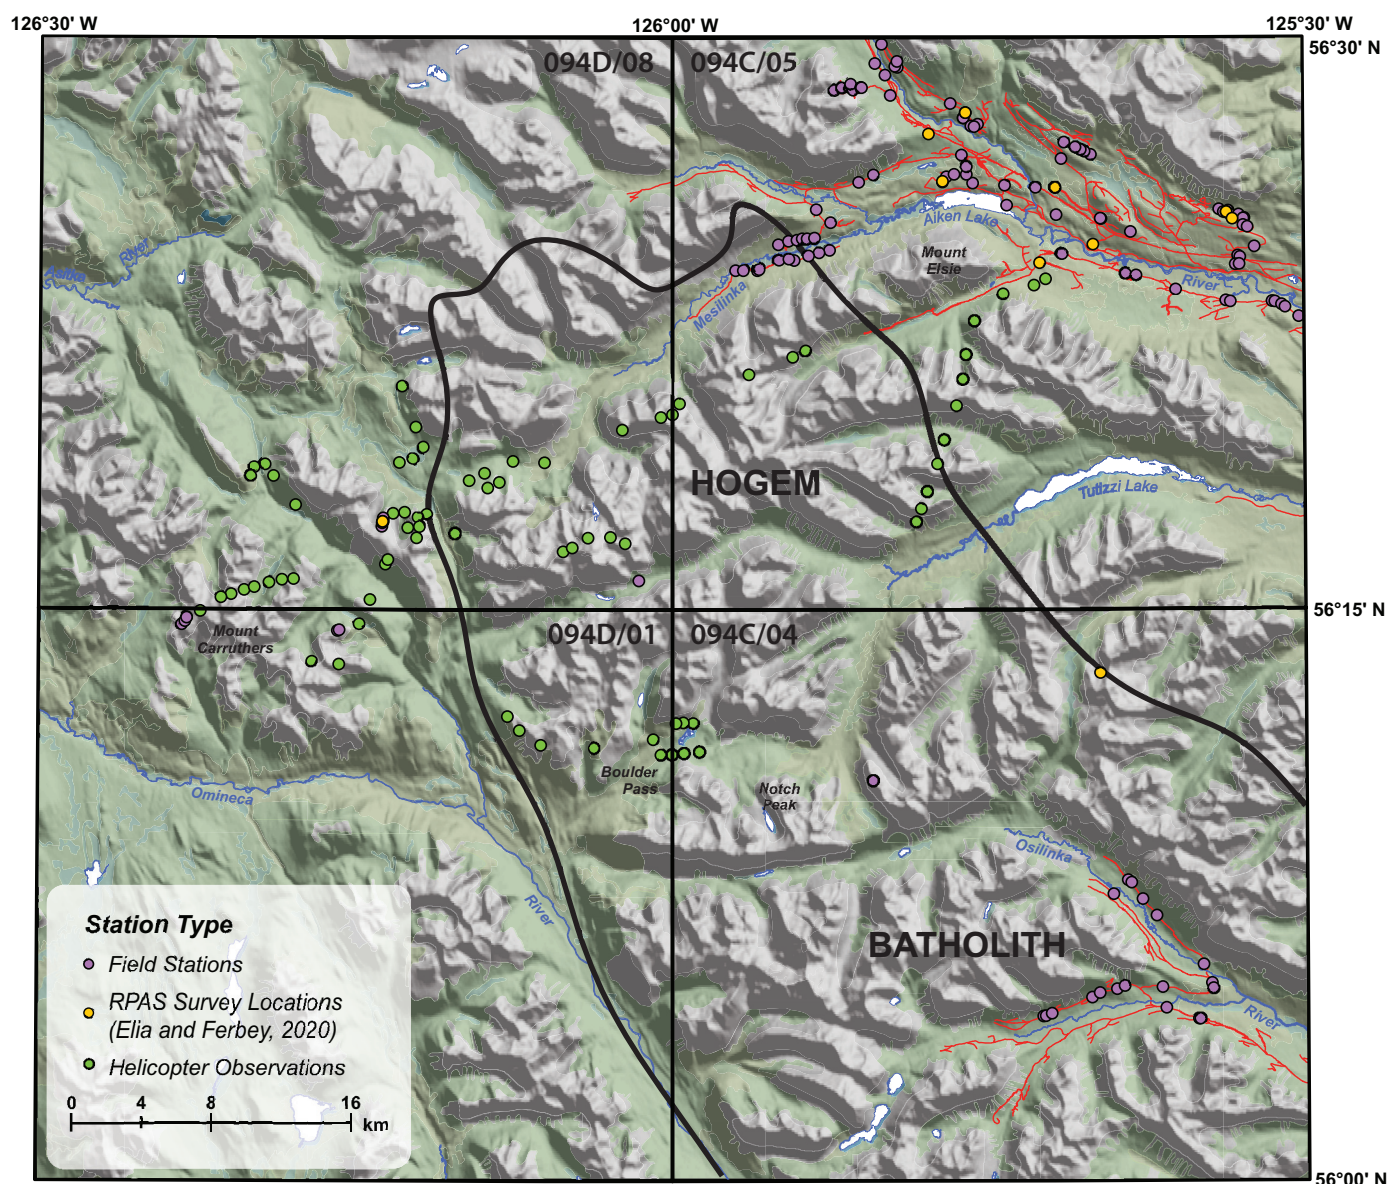 126°30' W
126°00' W
125°30' W
56°30' N
094D/08
094C/05
Aiken Lake
Mount
Elsie
River
Asitka
River
Mesilinka
HOGEM
Tutizzi Lake
56°15' N
094D/01
094C/04
Mount
Carruthers
Boulder
Pass
Notch
Peak
Omineca
River
Osilinka
BATHOLITH
River
Station Type
Field Stations
RPAS Survey Locations
(Elia and Ferbey, 2020)
Helicopter Observations
0 4 8 16
km
56°00' N